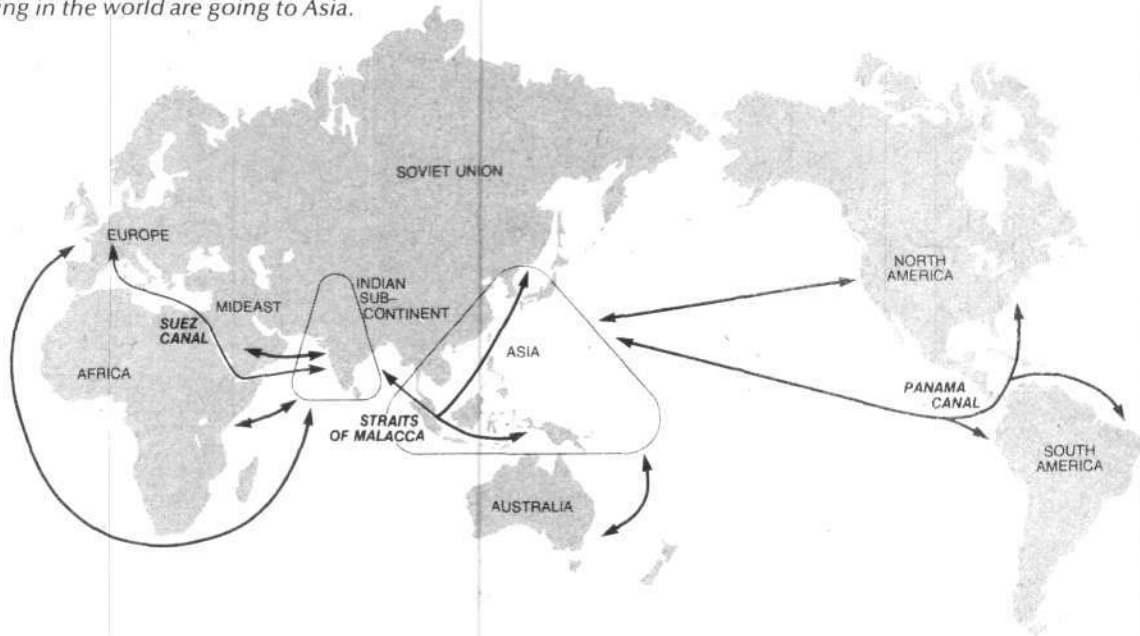 ing in the world are going to Asia.
SOVIET UNION
EUROPE
MIDEAST
INDIAN
SUB-
CONTINENT
SUEZ
CANAL
AFRICA
ASIA
STRAITS
OF MALACCA
AUSTRALIA
NORTH
AMERICA
PANAMA
CANAL
SOUTH
AMERICA